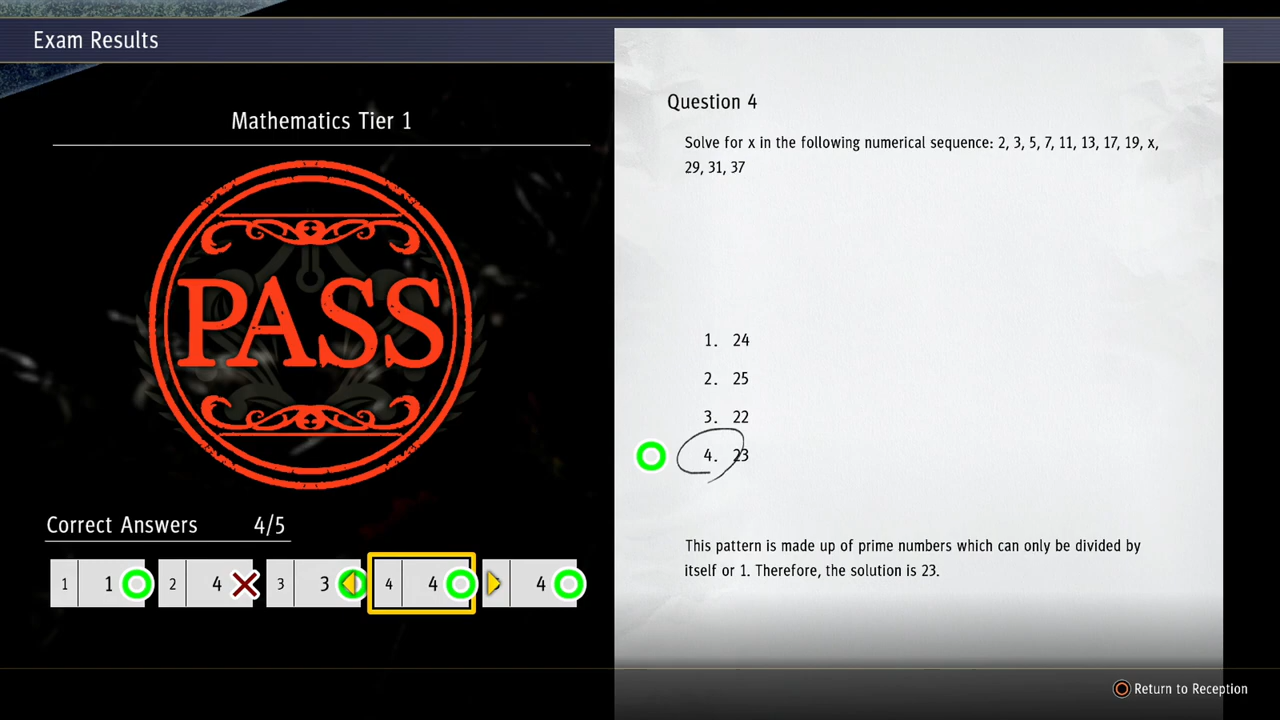 Exam Results
Mathematics Tier 1
PASS
Correct Answers 4/5
1 1
2 4
3 3
4 4
4
Question 4
Solve for x in the following numerical sequence: 2, 3, 5, 7, 11, 13, 17, 19, x,
29, 31, 37
1. 24
2. 25
3. 22
4. 23
This pattern is made up of prime numbers which can only be divided by
itself or 1. Therefore, the solution is 23.
Return to Reception